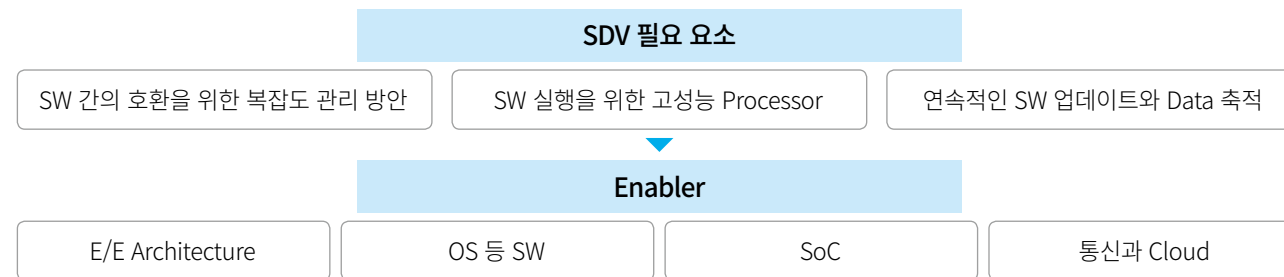 SDV 필요 요소
SW 간의 호환을 위한 복잡도 관리 방안
SW 실행을 위한 고성능 Processor
연속적인 SW 업데이트와 Data 축적
Enabler
E/E Architecture
OS 등 SW
SoC
통신과 Cloud